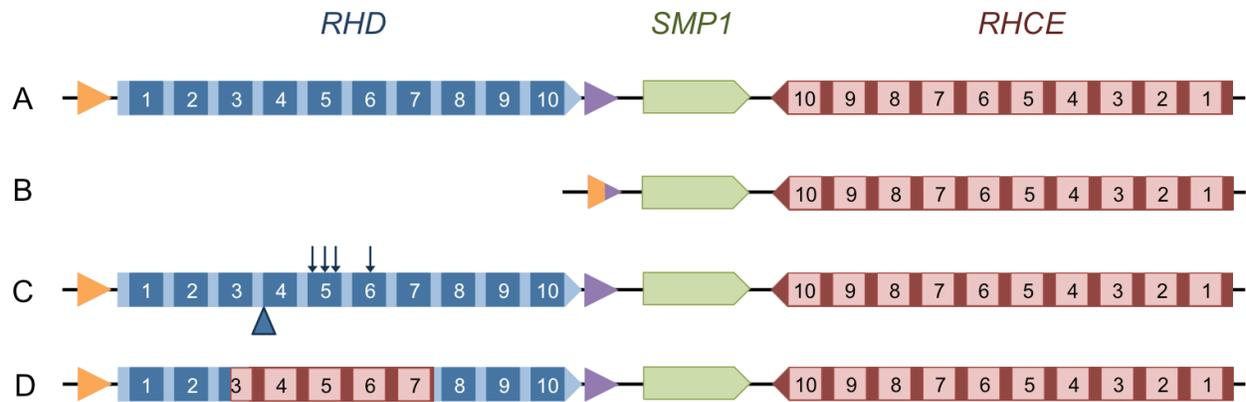 RHD SMP1 RHCE
A 1 2 3 4 5 6 7 8 9 10 10 9 8 7 6 5 4 3 2 1
B 10 9 8 7 6 5 4 3 2 1
C 1 2 3 4 5 6 7 8 9 10 10 9 8 7 6 5 4 3 2 1
D 1 2 3 4 5 6 7 8 9 10 10 9 8 7 6 5 4 3 2 1